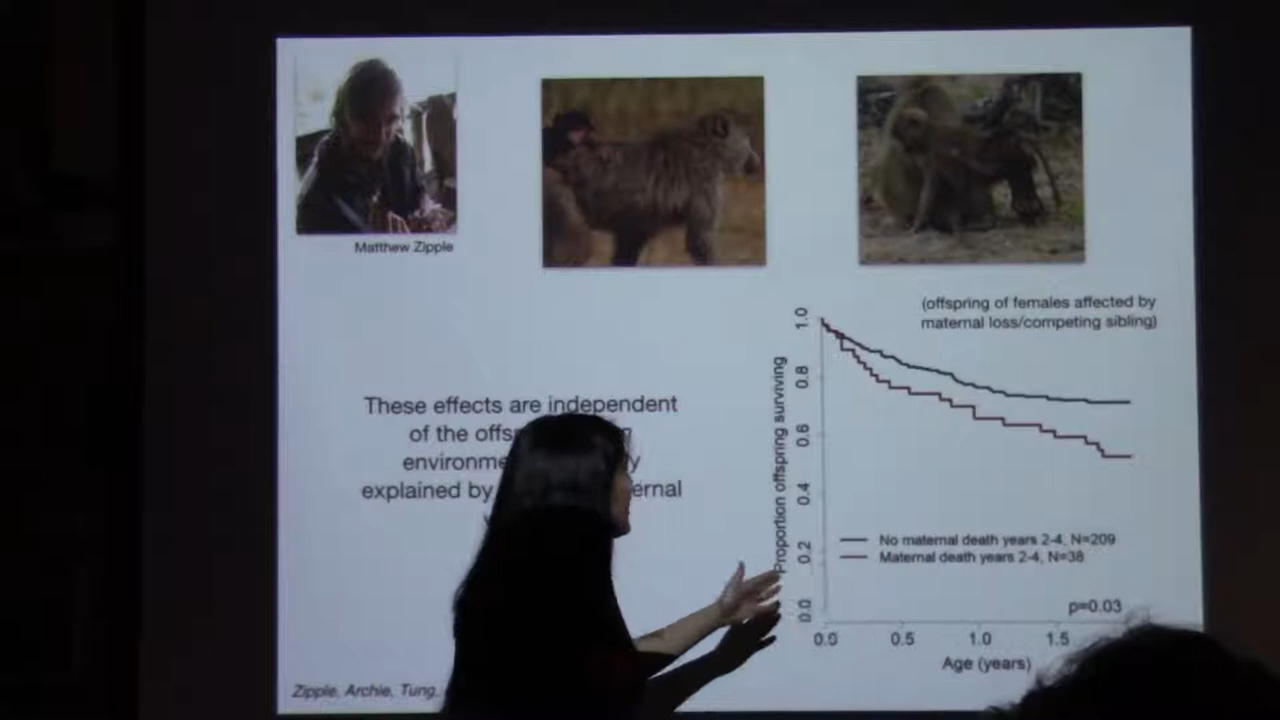 Matthew Zipple
(offspring of females affected by
maternal loss/competing sibling)
These effects are independent
of the
explained by
Proportion offspring surviving
1.0
0.8
0.6
0.4
0.2
0.0
No maternal death years 2-4, N=209
Maternal death years 2-4, N=38
p=0.03
0.0 0.5 1.0 1.5
Age (years)
Zipple, Archie, Tung,